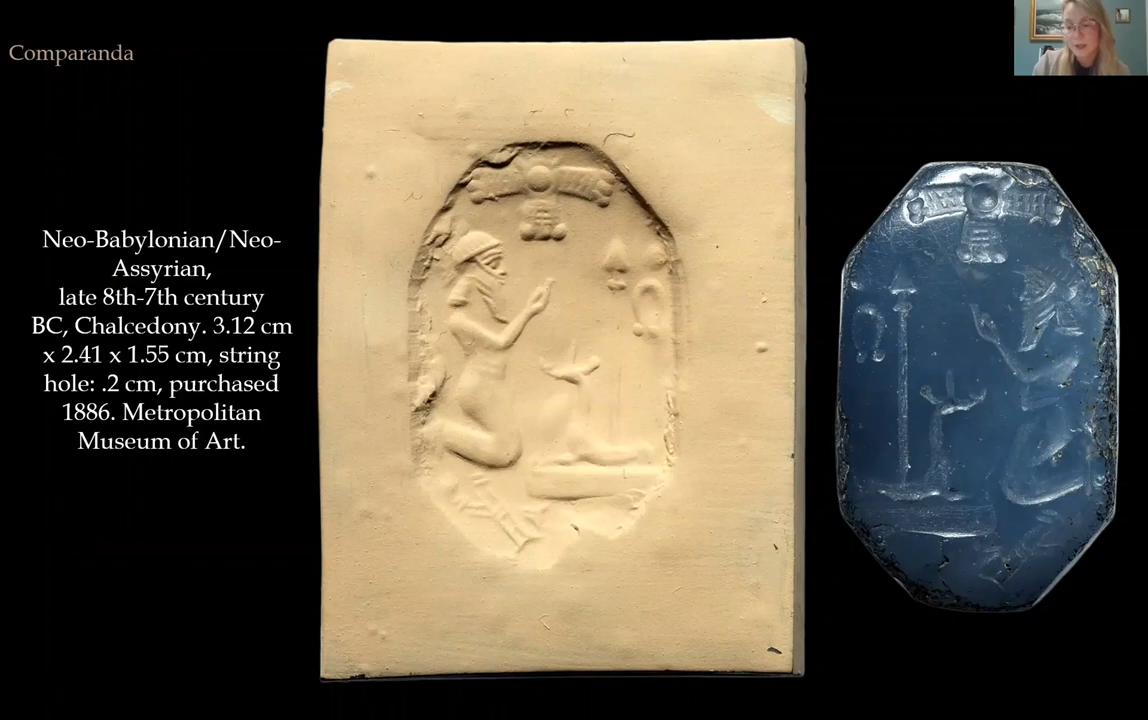 Comparanda
Neo-Babylonian/Neo-
Assyrian,
late 8th-7th century
BC, Chalcedony. 3.12 cm
x 2.41 x 1.55 cm, string
hole: .2 cm, purchased
1886. Metropolitan
Museum of Art.